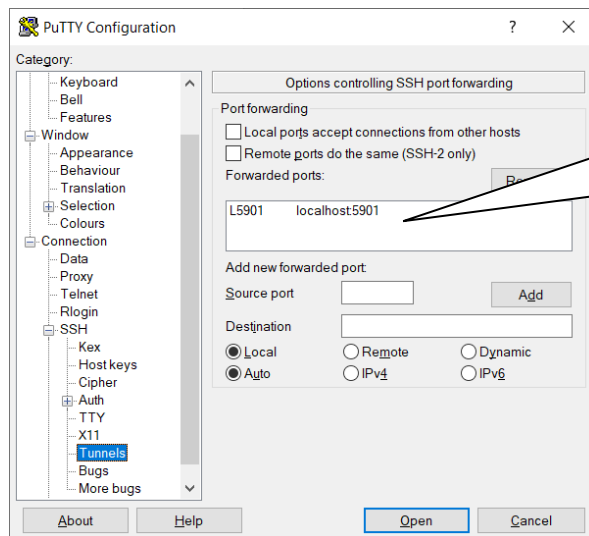 PuTTY Configuration
?
Category:
Keyboard
Bell
Features
Window
Appearance
Behaviour
Translation
Selection
Colours
Connection
Data
Proxy
Telnet
Rlogin
SSH
Kex
Host keys
Cipher
Auth
TTY
X11
Tunnels
Bugs
More bugs
Options controlling SSH port forwarding
Port forwarding
Local ports accept connections from other hosts
Remote ports do the same (SSH-2 only)
Forwarded ports:
L5901 localhost:5901
Add new forwarded port:
Source port
Add
Destination
Local Remote Dynamic
Auto IPv4 IPv6
About Help Open Cancel